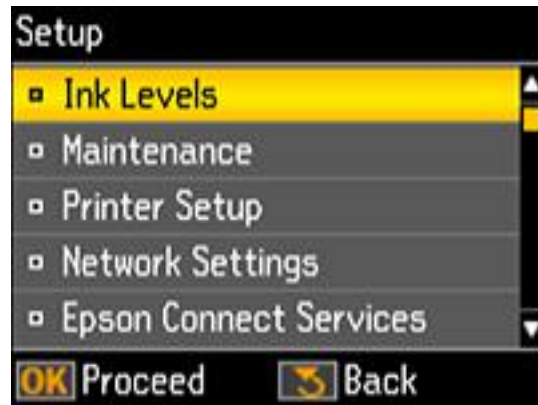 Setup
Ink Levels
Maintenance
Printer Setup
Network Settings
Epson Connect Services
OK Proceed Back